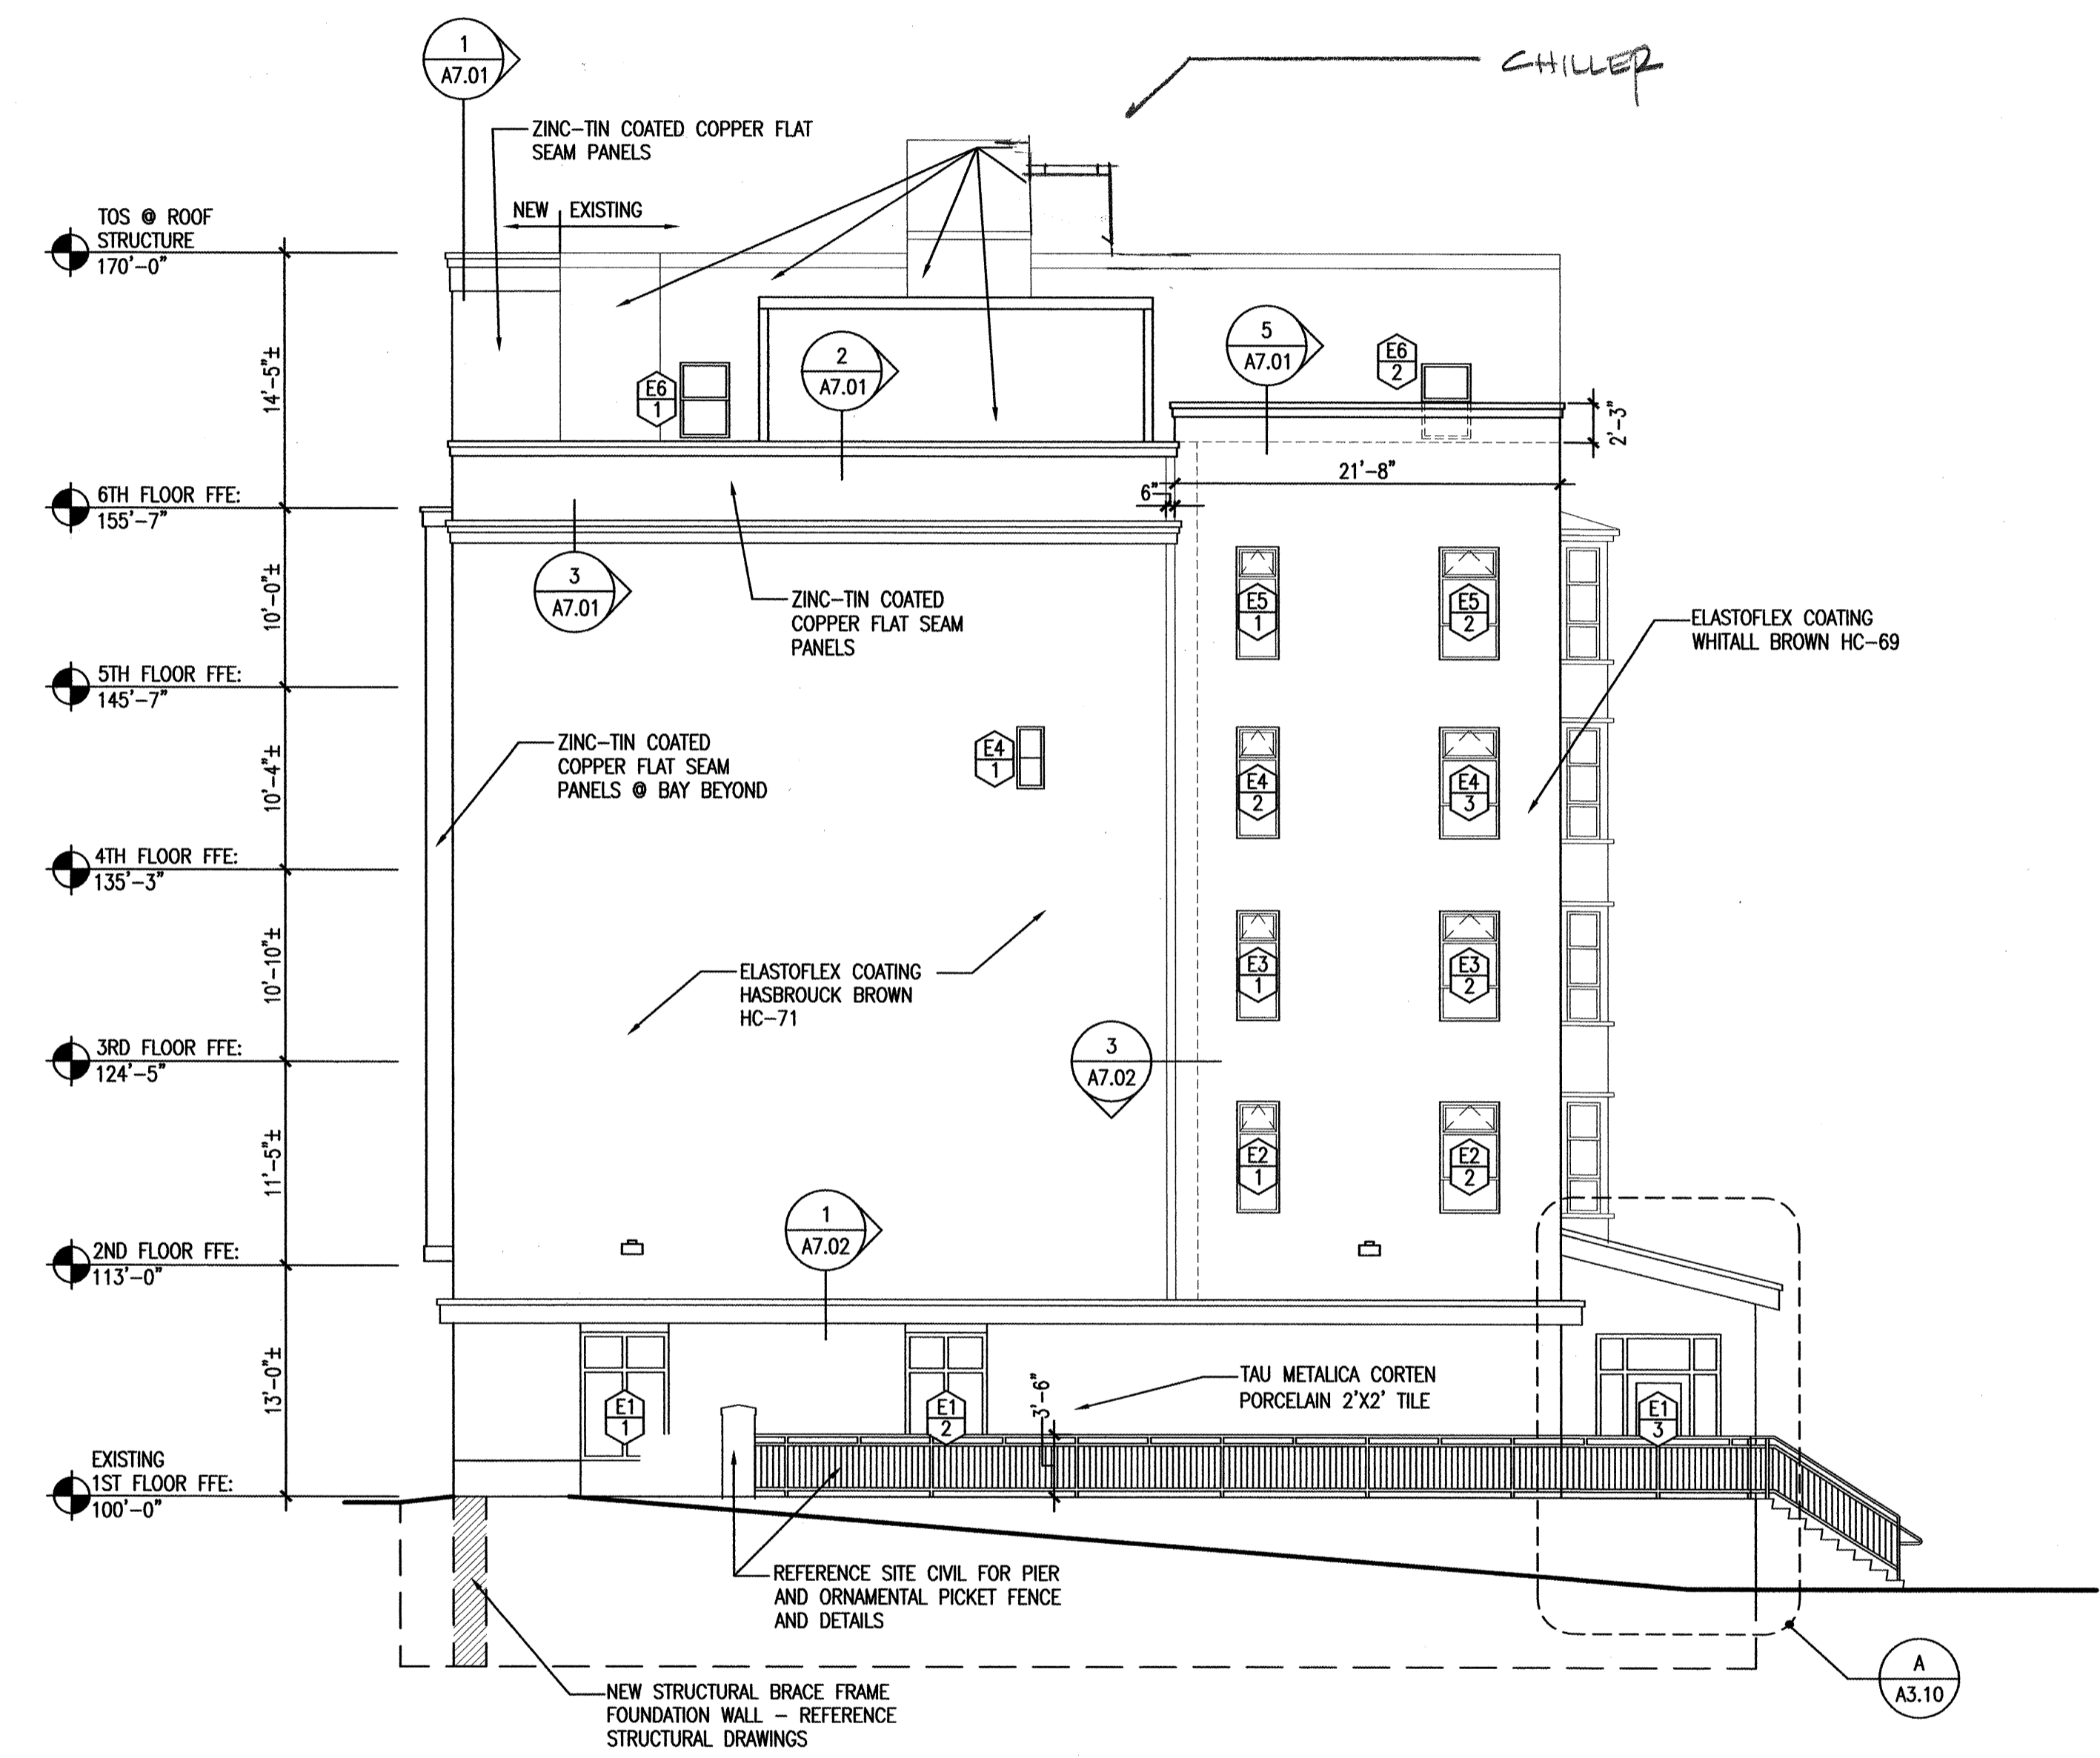 1
A7.01
CHILLER
ZINC-TIN COATED COPPER FLAT
SEAM PANELS
NEW EXISTING
TOS @ ROOF
STRUCTURE
170'-0"
14'-5"±
E6
1
2
A7.01
5
A7.01
E6
2
2'-3"
21'-8"
6"
6TH FLOOR FFE:
155'-7"
3
A7.01
10'-0"±
ZINC-TIN COATED
COPPER FLAT SEAM
PANELS
E5
1
E5
2
ELASTOFLEX COATING
WHITALL BROWN HC-69
5TH FLOOR FFE:
145'-7"
10'-4"±
ZINC-TIN COATED
COPPER FLAT SEAM
PANELS @ BAY BEYOND
E4
1
E4
2
E4
3
4TH FLOOR FFE:
135'-3"
10'-10"±
ELASTOFLEX COATING
HASBROUCK BROWN
HC-71
E3
1
E3
2
3RD FLOOR FFE:
124'-5"
3
A7.02
11'-5"±
E2
1
E2
2
1
A7.02
2ND FLOOR FFE:
113'-0"
13'-0"±
E1
1
E1
2
3'-6"
TAU METALICA CORTEN
PORCELAIN 2'X2' TILE
E1
3
EXISTING
1ST FLOOR FFE:
100'-0"
REFERENCE SITE CIVIL FOR PIER
AND ORNAMENTAL PICKET FENCE
AND DETAILS
NEW STRUCTURAL BRACE FRAME
FOUNDATION WALL - REFERENCE
STRUCTURAL DRAWINGS
A
A3.10